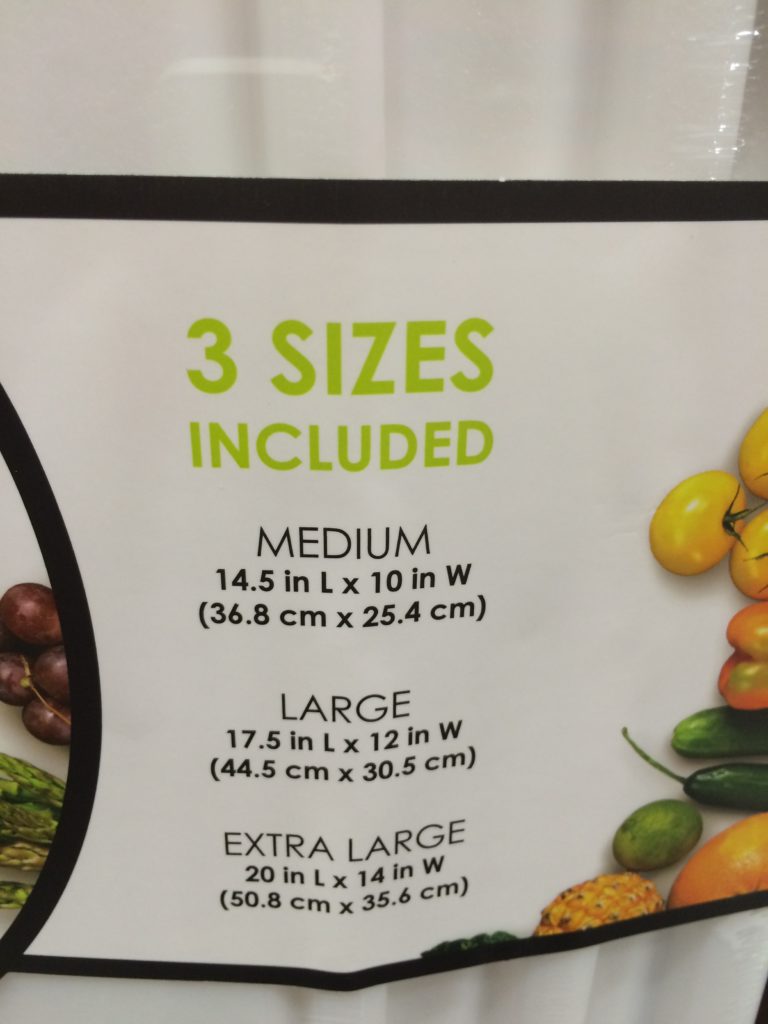 3 SIZES
INCLUDED
MEDIUM
14.5 in L x 10 in W
(36.8 cm x 25.4 cm)
LARGE
17.5 in L x 12 in W
(44.5 cm x 30.5 cm)
EXTRA LARGE
20 in L x 14 in W
(50.8 cm x 35.6 cm)